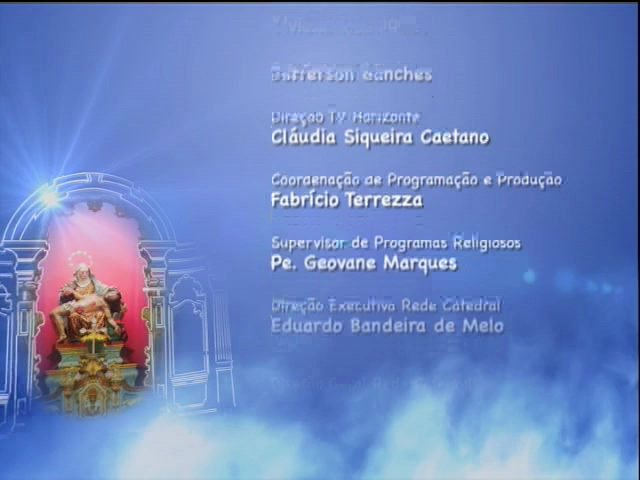 Jefferson Sanches
Direção TV Horizonte
Cláudia Siqueira Caetano
Coordenação de Programação e Produção
Fabrício Terrezza
Supervisor de Programas Religiosos
Pe. Geovane Marques
Direção Executiva Rede Catedral
Eduardo Bandeira de Melo